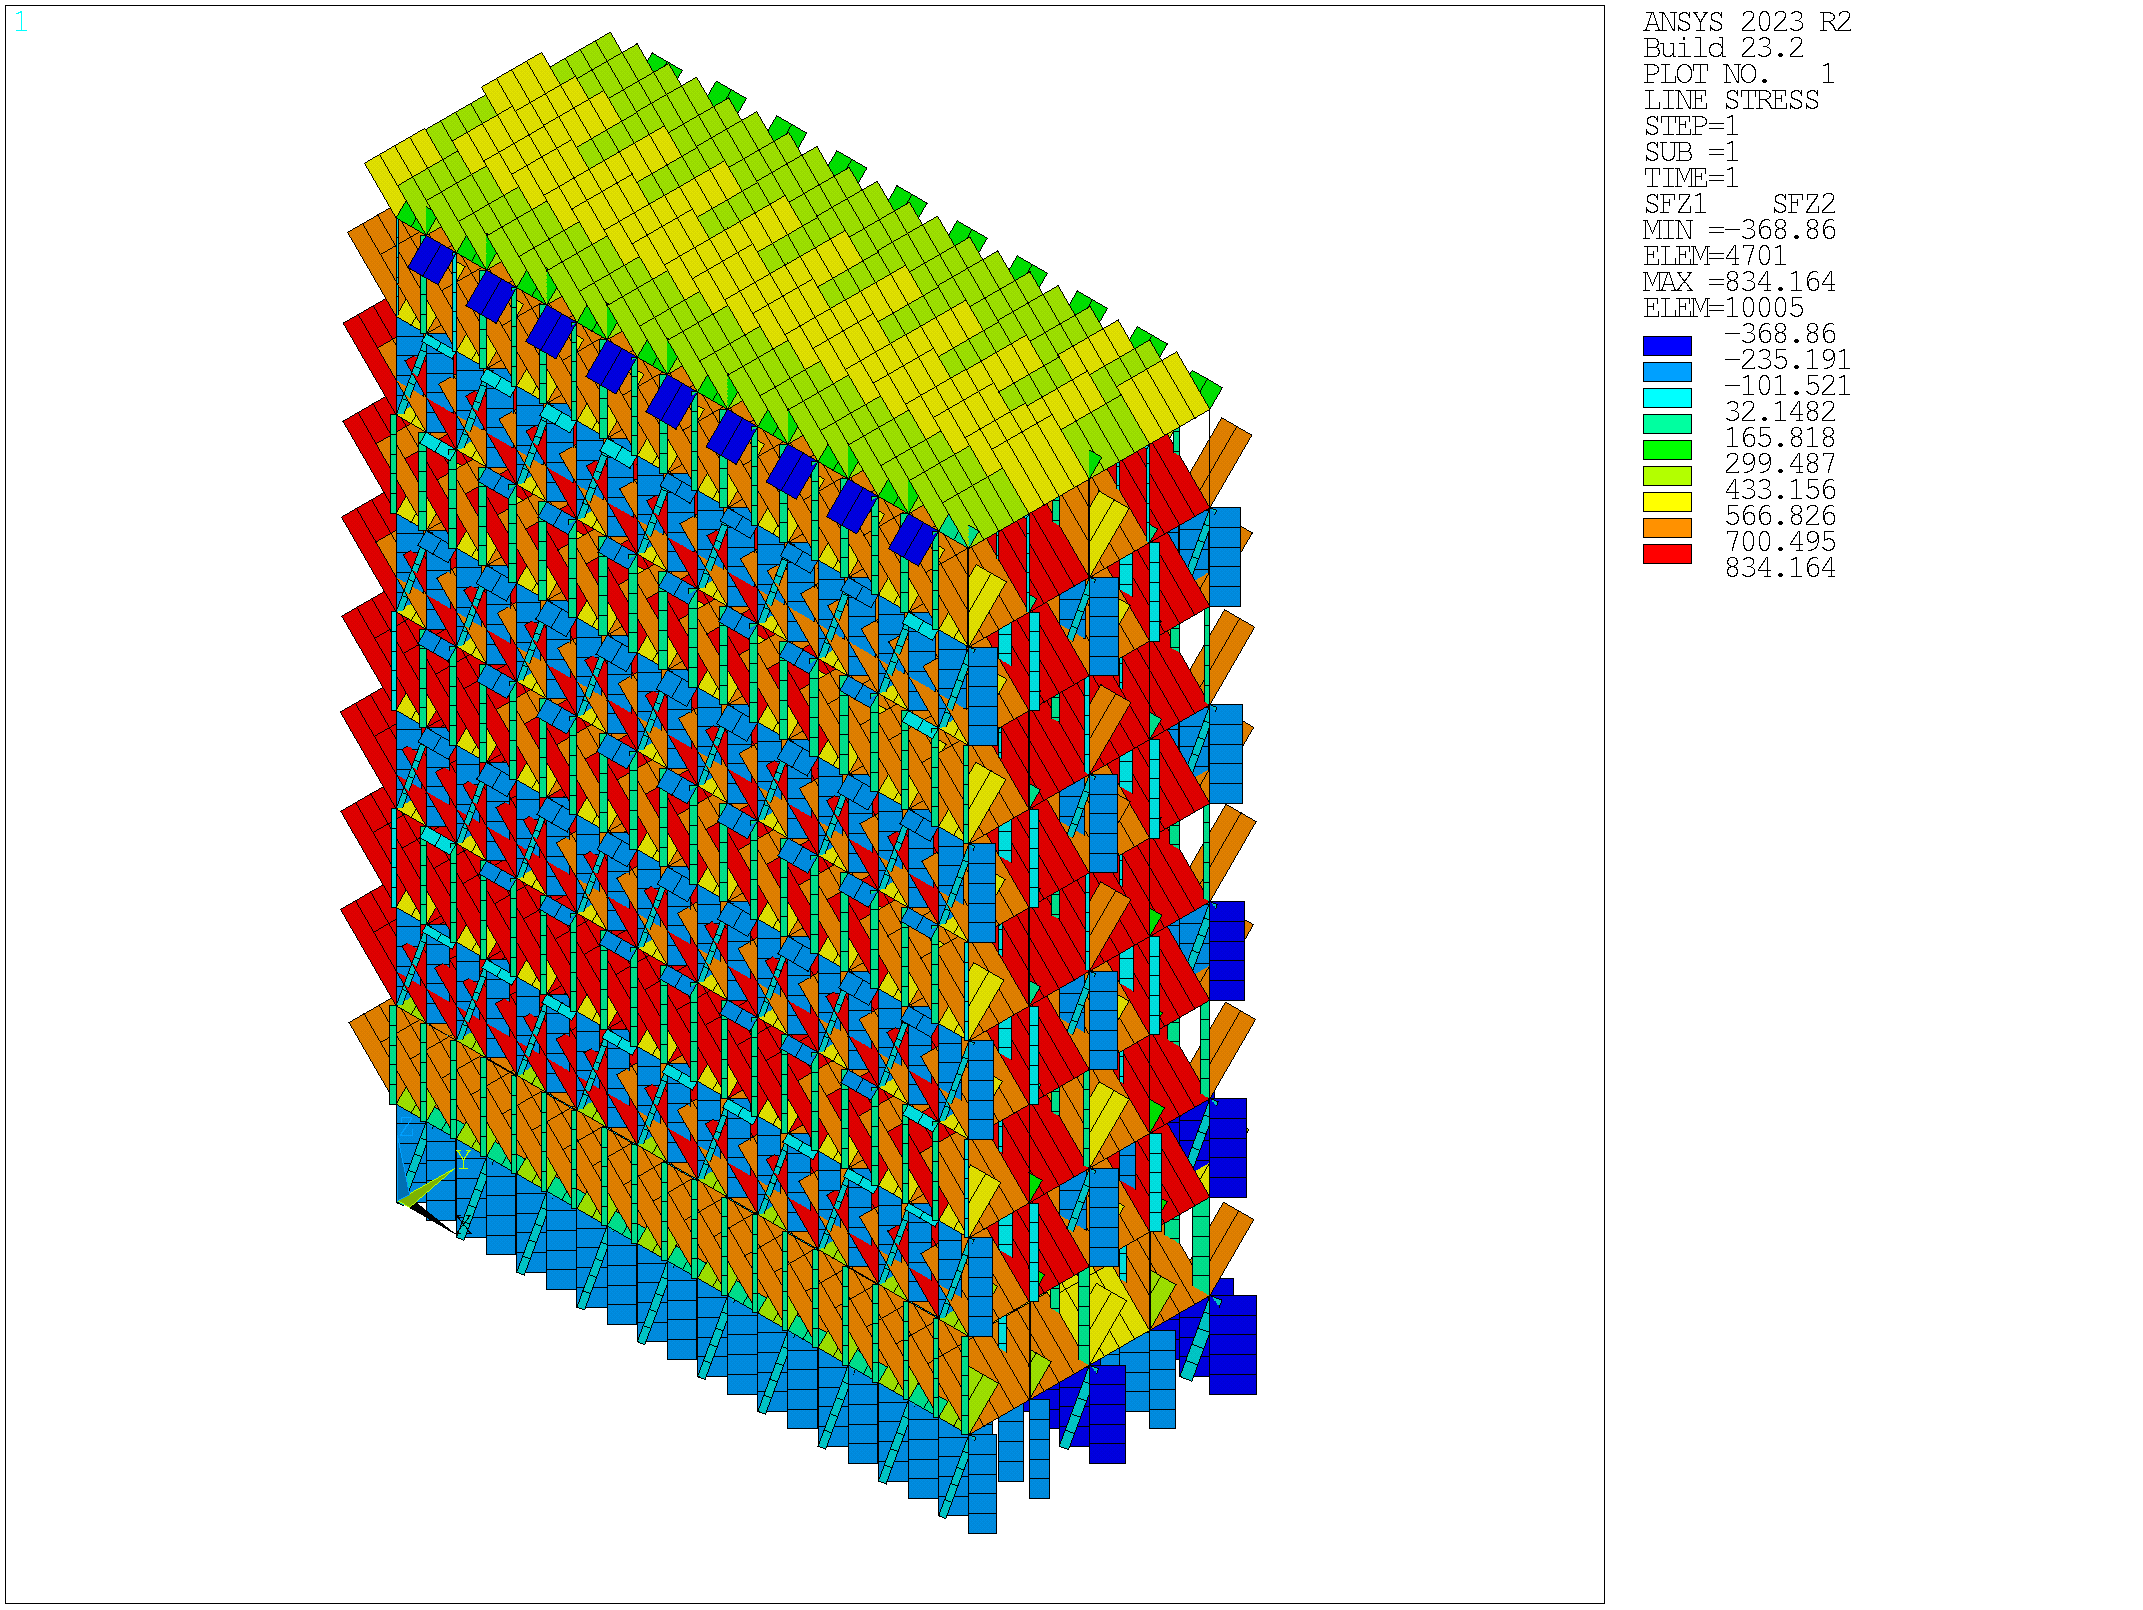 1
ANSYS 2023 R2
Build 23.2
PLOT NO. 1
LINE STRESS
STEP=1
SUB =1
TIME=1
SFZ1 SFZ2
MIN =-368.86
ELEM=4701
MAX =834.164
ELEM=10005
-368.86
-235.191
-101.521
32.1482
165.818
299.487
433.156
566.826
700.495
834.164
Z
Y
X